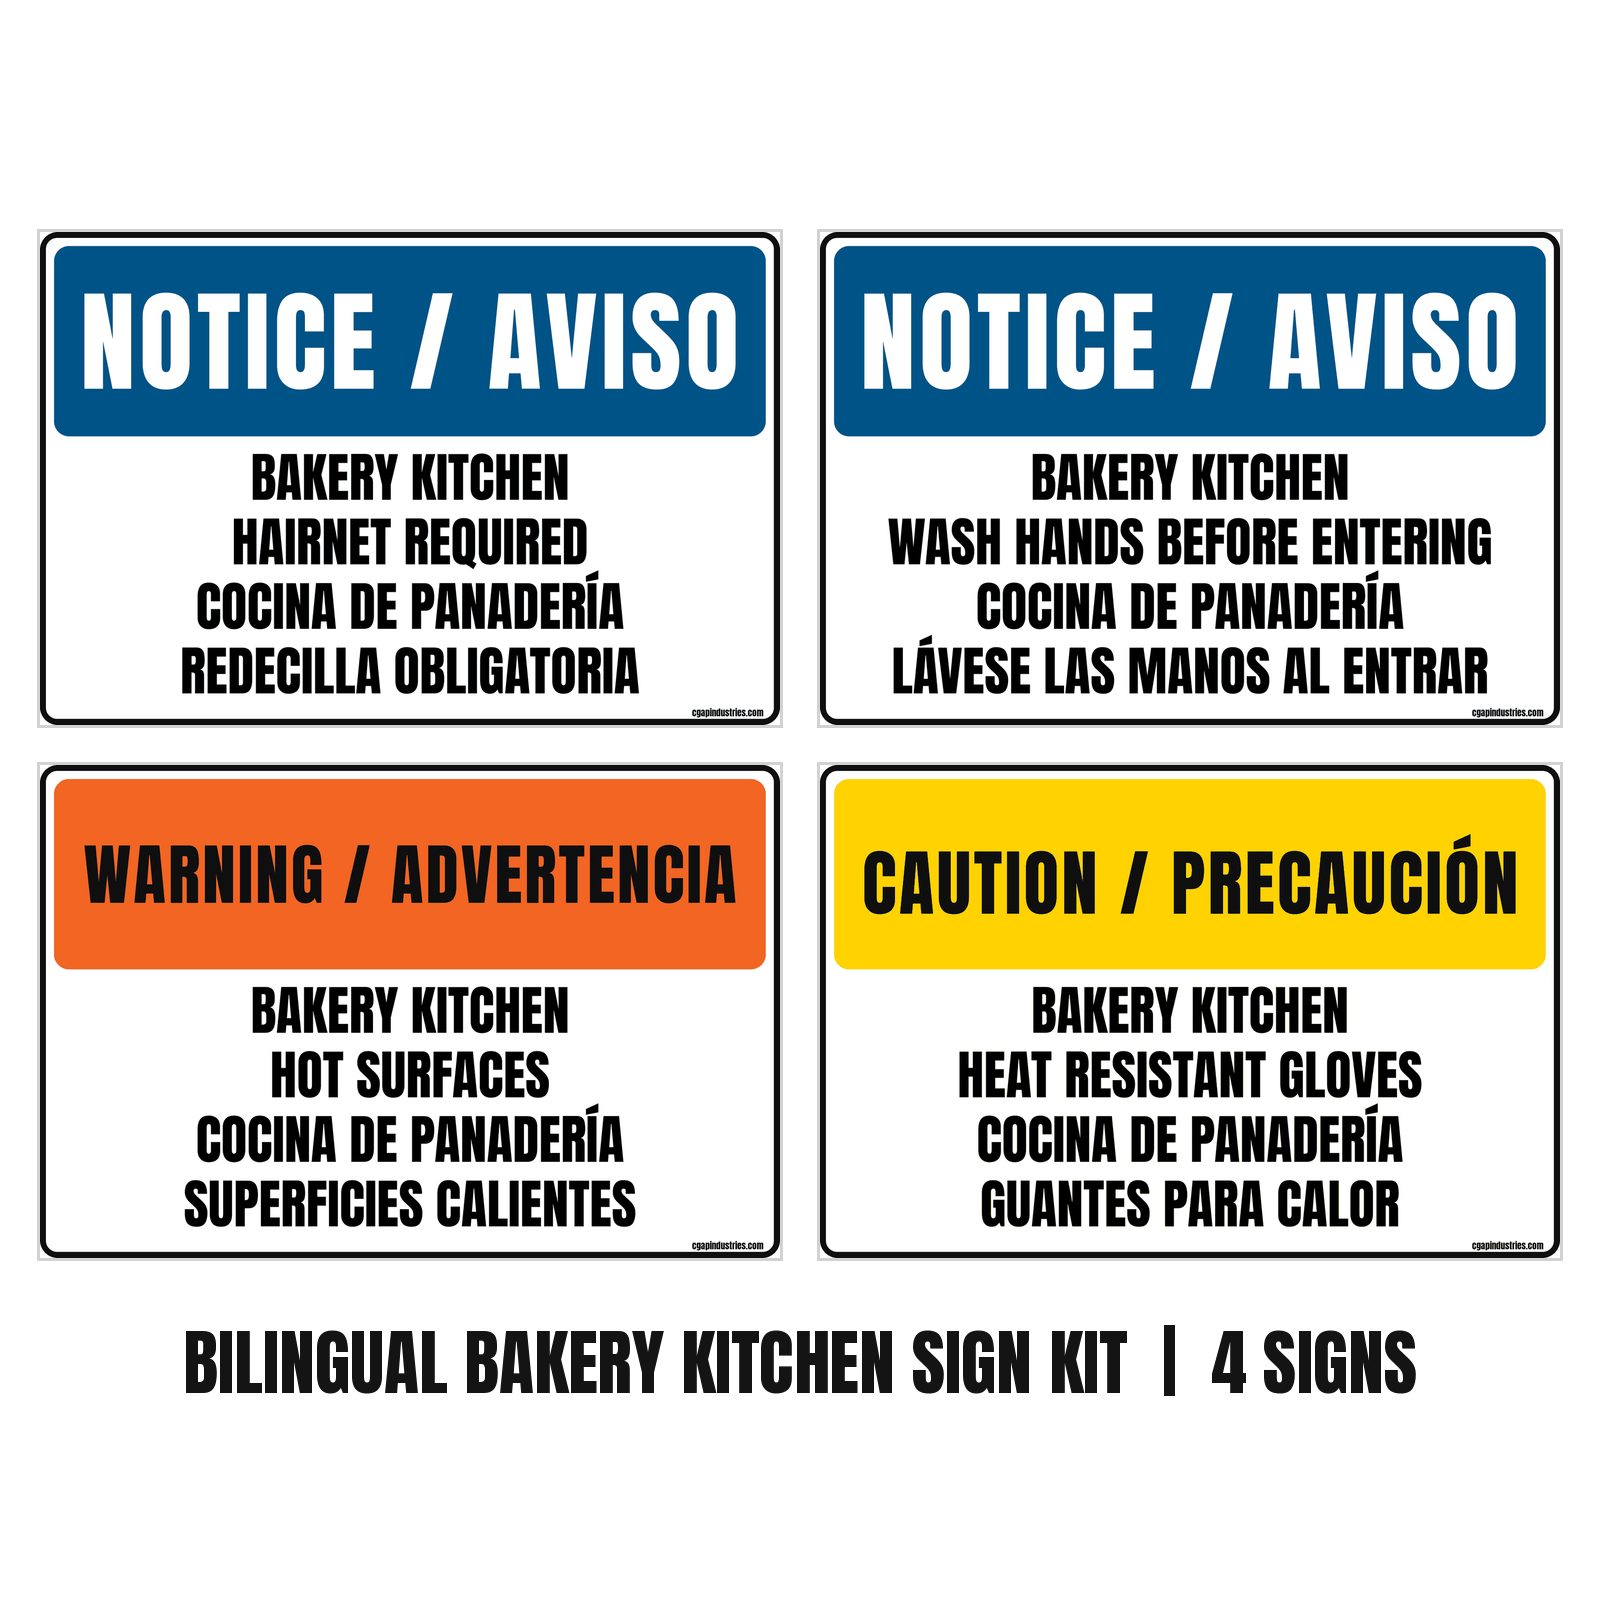 NOTICE / AVISO
BAKERY KITCHEN
HAIRNET REQUIRED
COCINA DE PANADERÍA
REDECILLA OBLIGATORIA
cgapindustries.com
NOTICE / AVISO
BAKERY KITCHEN
WASH HANDS BEFORE ENTERING
COCINA DE PANADERÍA
LÁVESE LAS MANOS AL ENTRAR
cgapindustries.com
WARNING / ADVERTENCIA
BAKERY KITCHEN
HOT SURFACES
COCINA DE PANADERÍA
SUPERFICIES CALIENTES
cgapindustries.com
CAUTION / PRECAUCIÓN
BAKERY KITCHEN
HEAT RESISTANT GLOVES
COCINA DE PANADERÍA
GUANTES PARA CALOR
cgapindustries.com
BILINGUAL BAKERY KITCHEN SIGN KIT | 4 SIGNS